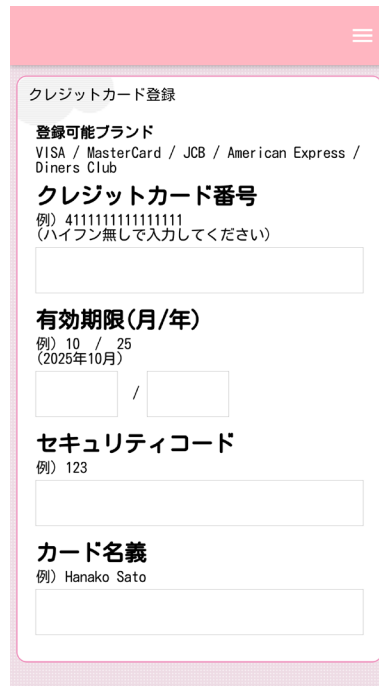 クレジットカード登録
登録可能ブランド
VISA / MasterCard / JCB / American Express /
Diners Club
クレジットカード番号
例）4111111111111111
（ハイフン無しで入力してください）
有効期限(月/年)
例）10 / 25
（2025年10月）
/
セキュリティコード
例）123
カード名義
例）Hanako Sato